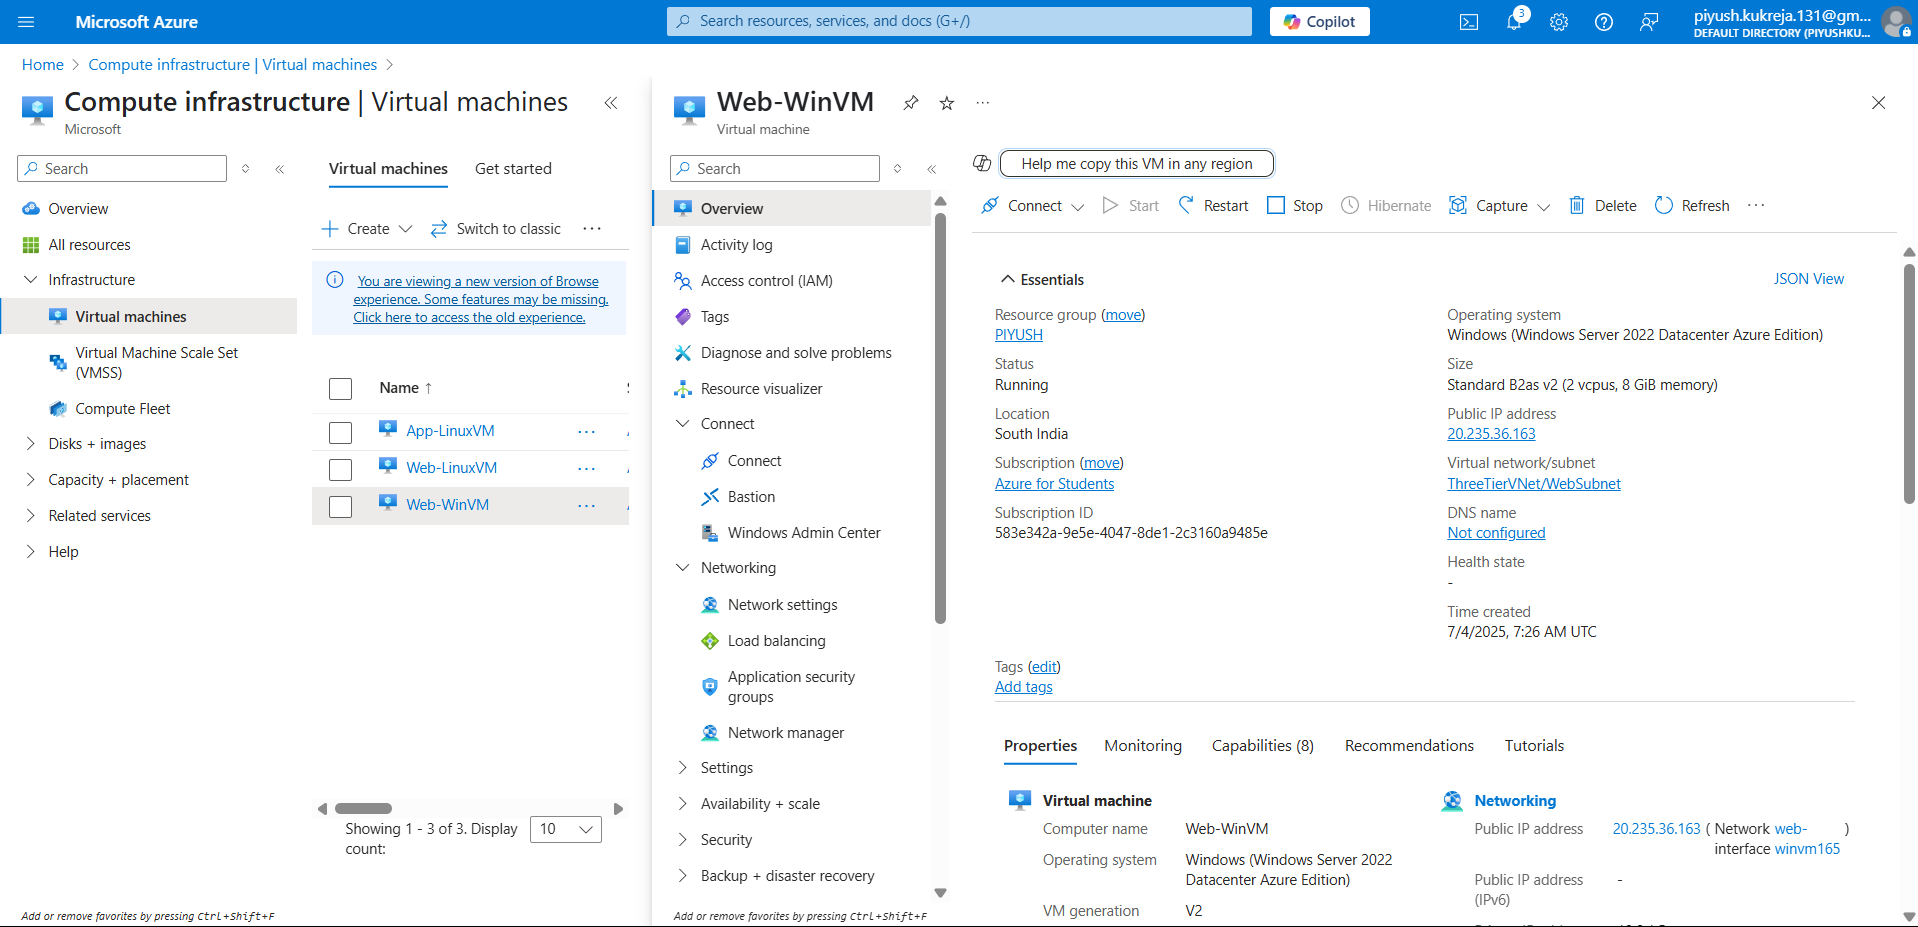 Microsoft Azure
Search resources, services, and docs (G+/)
Copilot
3
piyush.kukreja.131@gm...
DEFAULT DIRECTORY (PIYUSHKU...
Home > Compute infrastructure | Virtual machines >
Compute infrastructure | Virtual machines
Microsoft
Search
Overview
All resources
Infrastructure
Virtual machines
Virtual Machine Scale Set
(VMSS)
Compute Fleet
Disks + images
Capacity + placement
Related services
Help
Add or remove favorites by pressing Ctrl+Shift+F
Virtual machines
Get started
Create
Switch to classic
You are viewing a new version of Browse
experience. Some features may be missing.
Click here to access the old experience.
Name ↑
App-LinuxVM
Web-LinuxVM
Web-WinVM
Showing 1 - 3 of 3. Display
count:
10
Web-WinVM
Virtual machine
Search
Overview
Activity log
Access control (IAM)
Tags
Diagnose and solve problems
Resource visualizer
Connect
Connect
Bastion
Windows Admin Center
Networking
Network settings
Load balancing
Application security
groups
Network manager
Settings
Availability + scale
Security
Backup + disaster recovery
Add or remove favorites by pressing Ctrl+Shift+F
Help me copy this VM in any region
Connect
Start
Restart
Stop
Hibernate
Capture
Delete
Refresh
Essentials
JSON View
Resource group (move)
PIYUSH
Status
Running
Location
South India
Subscription (move)
Azure for Students
Subscription ID
583e342a-9e5e-4047-8de1-2c3160a9485e
Operating system
Windows (Windows Server 2022 Datacenter Azure Edition)
Size
Standard B2as v2 (2 vcpus, 8 GiB memory)
Public IP address
20.235.36.163
Virtual network/subnet
ThreeTierVNet/WebSubnet
DNS name
Not configured
Health state
-
Time created
7/4/2025, 7:26 AM UTC
Tags (edit)
Add tags
Properties
Monitoring
Capabilities (8)
Recommendations
Tutorials
Virtual machine
Computer name
Web-WinVM
Operating system
Windows (Windows Server 2022
Datacenter Azure Edition)
VM generation
V2
Networking
Public IP address
20.235.36.163 ( Network web- )
interface winvm165
Public IP address
(IPv6)
-